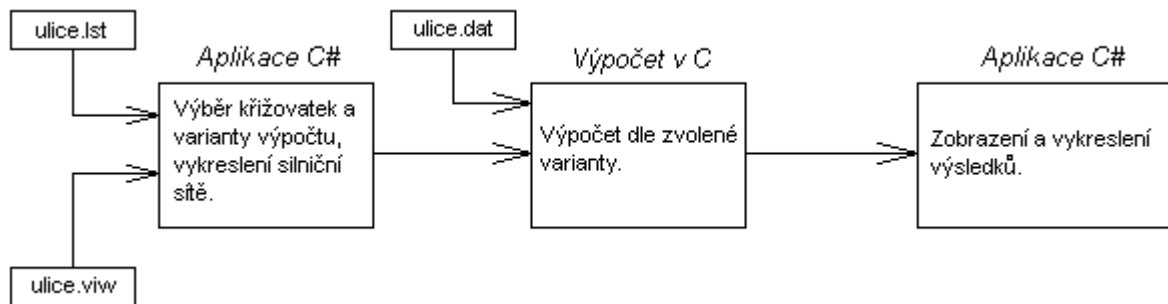 ulice.lst
ulice.dat
Aplikace C#
Výpočet v C
Aplikace C#
Výběr křižovatek a
varianty výpočtu,
vykreslení silniční
sítě.
Výpočet dle zvolené
varianty.
Zobrazení a vykreslení
výsledků.
ulice.viw